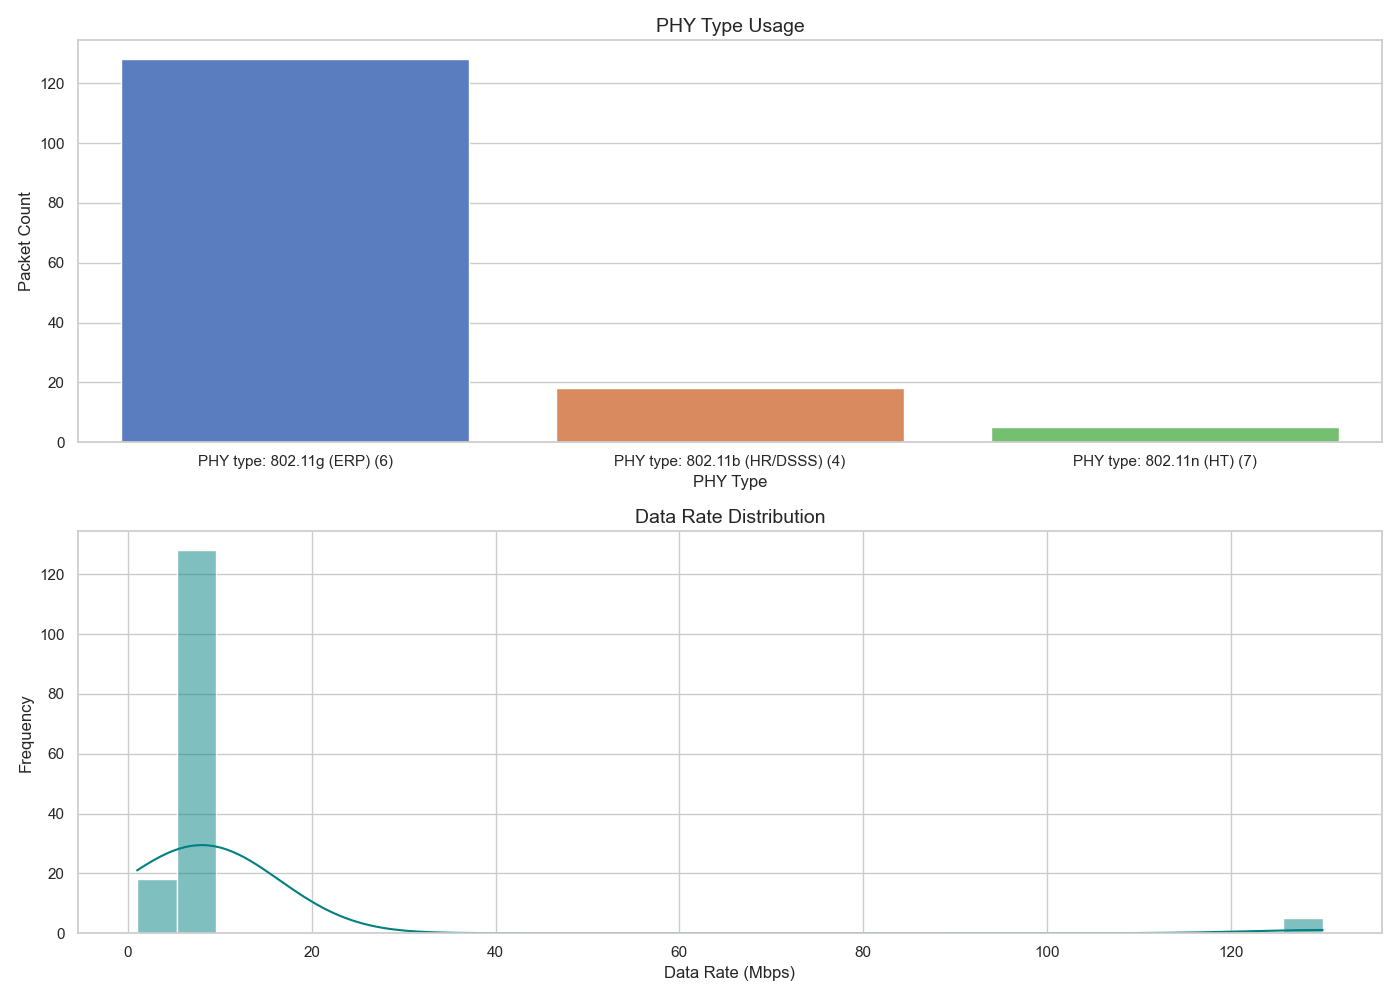 PHY Type Usage
Packet Count
120
100
80
60
40
20
0
PHY type: 802.11g (ERP) (6) PHY type: 802.11b (HR/DSSS) (4) PHY type: 802.11n (HT) (7)
PHY Type
Data Rate Distribution
Frequency
120
100
80
60
40
20
0
0 20 40 60 80 100 120
Data Rate (Mbps)